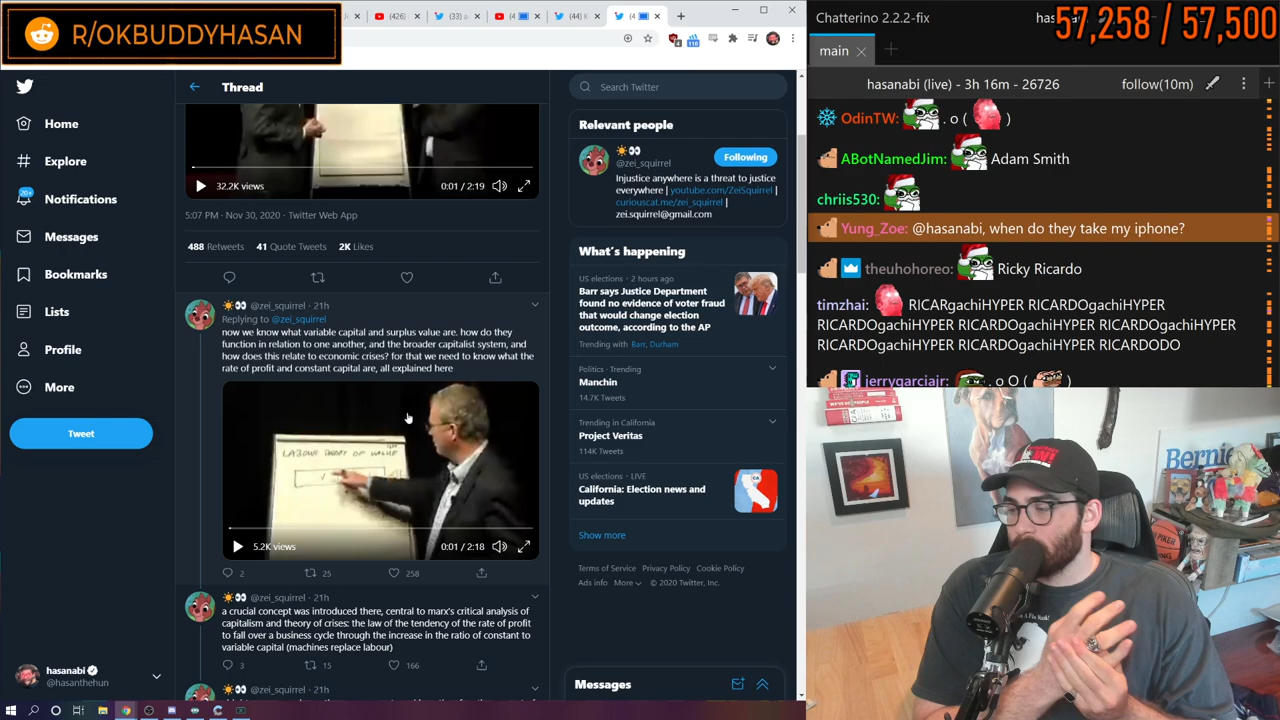 R/OKBUDDYHASAN
(426)
(33)
(4
(44)
(4
4
110
Thread
32.2K views
0:01 / 2:19
5:07 PM · Nov 30, 2020 · Twitter Web App
488 Retweets 41 Quote Tweets 2K Likes
@zei_squirrel · 21h
Replying to @zei_squirrel
now we know what variable capital and surplus value are. how do they
function in relation to one another, and the broader capitalist system, and
how does this relate to economic crises? for that we need to know what the
rate of profit and constant capital are, all explained here
LABOUR THEORY OF VALUE
5.2K views
0:01 / 2:18
2 25 258
@zei_squirrel · 21h
a crucial concept was introduced there, central to marx's critical analysis of
capitalism and theory of crises: the law of the tendency of the rate of profit
to fall over a business cycle through the increase in the ratio of constant to
variable capital (machines replace labour)
3 15 166
@zei_squirrel · 21h
Home
Explore
20+
Notifications
Messages
Bookmarks
Lists
Profile
More
Tweet
hasanabi
@hasanthehun
Search Twitter
Relevant people
@zei_squirrel
Following
Injustice anywhere is a threat to justice
everywhere | youtube.com/ZeiSquirrel |
curiouscat.me/zei_squirrel |
zei.squirrel@gmail.com
What's happening
US elections · 2 hours ago
Barr says Justice Department
found no evidence of voter fraud
that would change election
outcome, according to the AP
Trending with Barr, Durham
Politics · Trending
Manchin
14.7K Tweets
Trending in California
Project Veritas
114K Tweets
US elections · LIVE
California: Election news and
updates
Show more
Terms of Service Privacy Policy Cookie Policy
Ads info More © 2020 Twitter, Inc.
Messages
Chatterino 2.2.2-fix
57,258 / 57,500
main
hasanabi (live) - 3h 16m - 26726
follow(10m)
OdinTW: . o ( )
ABotNamedJim: Adam Smith
chriis530:
Yung_Zoe: @hasanabi, when do they take my iphone?
theuhohoreo: Ricky Ricardo
timzhai: RICARgachiHYPER RICARDOgachiHYPER
RICARDOgachiHYPER RICARDOgachiHYPER
RICARDOgachiHYPER RICARDODO
jerrygarciajr: . o O ( )
Bernie